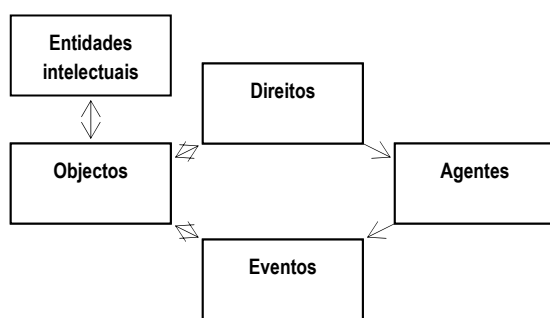 Entidades
intelectuais
Direitos
Objectos
Agentes
Eventos